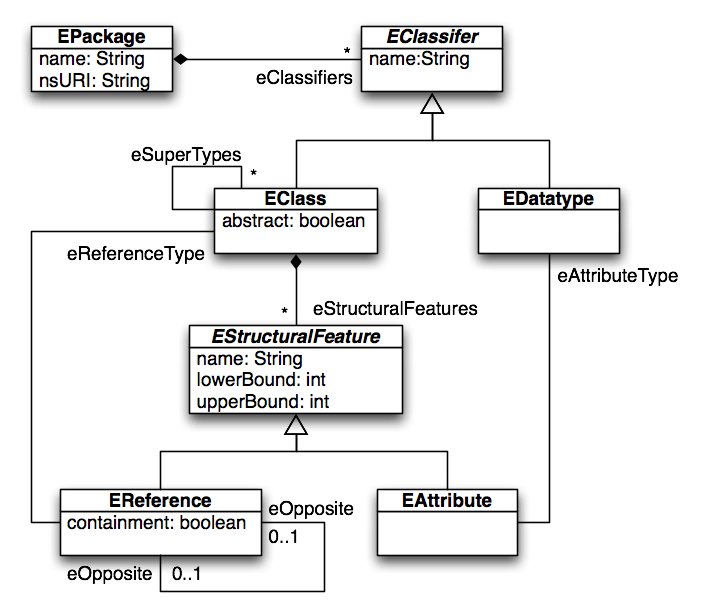 EPackage
name: String
nsURI: String
*
eClassifiers
EClassifer
name:String
eSuperTypes
*
EClass
abstract: boolean
EDatatype
eReferenceType
eAttributeType
*
eStructuralFeatures
EStructuralFeature
name: String
lowerBound: int
upperBound: int
EReference
containment: boolean
eOpposite
0..1
EAttribute
eOpposite
0..1